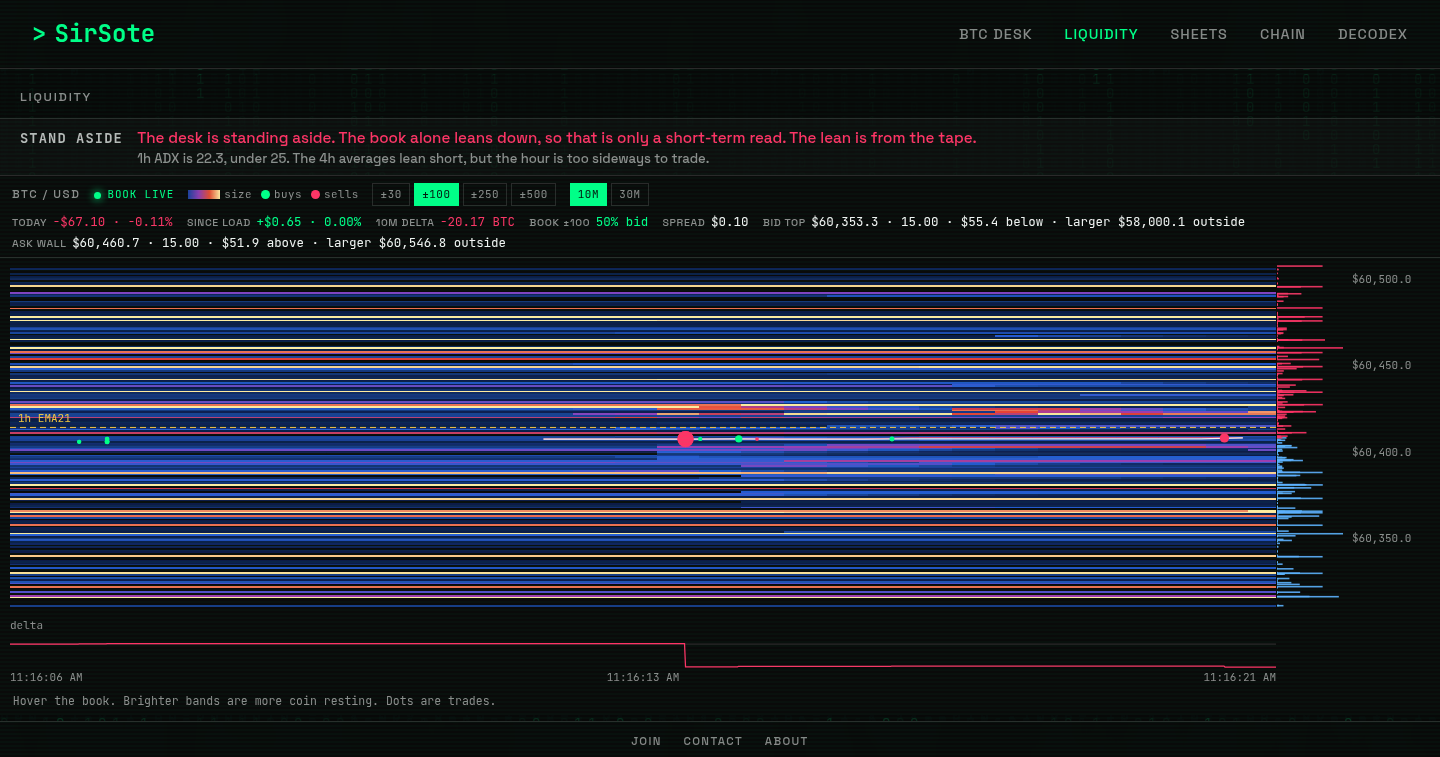 > SirSote
BTC DESK LIQUIDITY SHEETS CHAIN DECODEX
LIQUIDITY
STAND ASIDE The desk is standing aside. The book alone leans down, so that is only a short-term read. The lean is from the tape.
1h ADX is 22.3, under 25. The 4h averages lean short, but the hour is too sideways to trade.
BTC / USD BOOK LIVE size buys sells ±30 ±100 ±250 ±500 10M 30M
TODAY -$67.10 · -0.11% SINCE LOAD +$0.65 · 0.00% 10M DELTA -20.17 BTC BOOK ±100 50% bid SPREAD $0.10 BID TOP $60,353.3 · 15.00 · $55.4 below · larger $58,000.1 outside
ASK WALL $60,460.7 · 15.00 · $51.9 above · larger $60,546.8 outside
$60,500.0
$60,450.0
1h EMA21
$60,400.0
$60,350.0
delta
11:16:06 AM 11:16:13 AM 11:16:21 AM
Hover the book. Brighter bands are more coin resting. Dots are trades.
JOIN CONTACT ABOUT